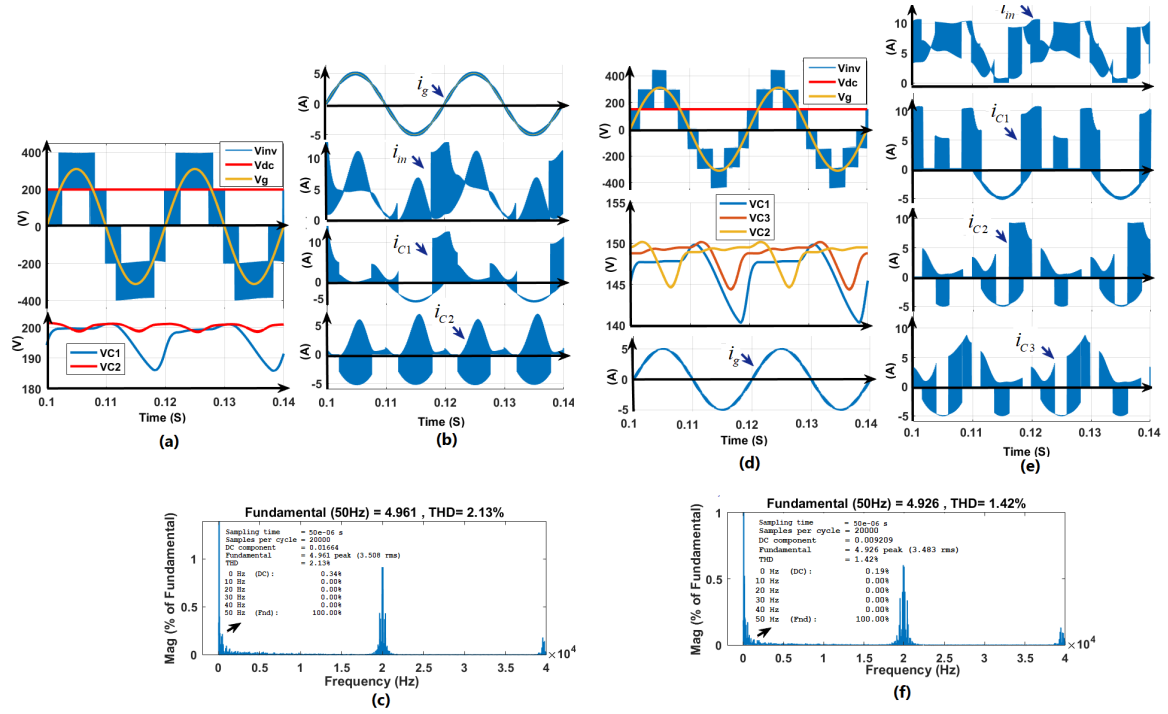 400
200
0
-200
-400
(V)
Vinv
Vdc
Vg
200
190
180
(V)
VC1
VC2
0.1
0.11
0.12
0.13
0.14
Time (S)
(a)
5
0
-5
(A)
i_g
10
5
0
(A)
i_in
10
5
0
-5
(A)
i_C1
5
0
-5
(A)
i_C2
0.1
0.11
0.12
0.13
0.14
Time (S)
(b)
400
200
0
-200
-400
(V)
Vinv
Vdc
Vg
155
150
145
140
(V)
VC1
VC3
VC2
5
0
-5
(A)
i_g
0.1
0.11
0.12
0.13
0.14
Time (S)
(d)
10
5
0
(A)
i_in
10
5
0
-5
(A)
i_C1
10
5
0
-5
(A)
i_C2
5
0
-5
(A)
i_C3
0.1
0.11
0.12
0.13
0.14
Time (S)
(e)
Fundamental (50Hz) = 4.961 , THD= 2.13%
Mag (% of Fundamental)
1
0.5
0
Sampling time = 50e-06 s
Samples per cycle = 20000
DC component = 0.01664
Fundamental = 4.961 peak (3.508 rms)
THD = 2.13%
0 Hz (DC): 0.34%
10 Hz 0.00%
20 Hz 0.00%
30 Hz 0.00%
40 Hz 0.00%
50 Hz (Fnd): 100.00%
0 0.5 1 1.5 2 2.5 3 3.5 4
×10^4
Frequency (Hz)
(c)
Fundamental (50Hz) = 4.926 , THD= 1.42%
Mag (% of Fundamental)
1
0.5
0
Sampling time = 50e-06 s
Samples per cycle = 20000
DC component = 0.009209
Fundamental = 4.926 peak (3.483 rms)
THD = 1.42%
0 Hz (DC): 0.19%
10 Hz 0.00%
20 Hz 0.00%
30 Hz 0.00%
40 Hz 0.00%
50 Hz (Fnd): 100.00%
0 0.5 1 1.5 2 2.5 3 3.5 4
×10^4
Frequency (Hz)
(f)